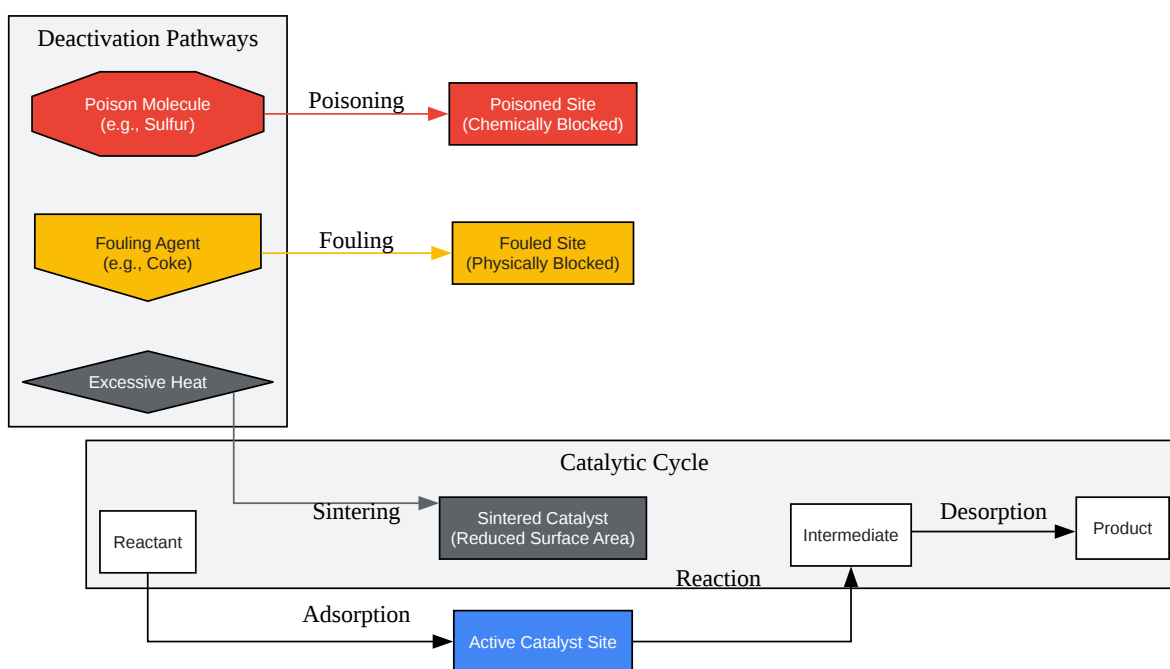 Deactivation Pathways
Poison Molecule
(e.g., Sulfur)
Poisoning
Poisoned Site
(Chemically Blocked)
Fouling Agent
(e.g., Coke)
Fouling
Fouled Site
(Physically Blocked)
Excessive Heat
Catalytic Cycle
Sintering
Sintered Catalyst
(Reduced Surface Area)
Reactant
Intermediate
Desorption
Product
Reaction
Adsorption
Active Catalyst Site